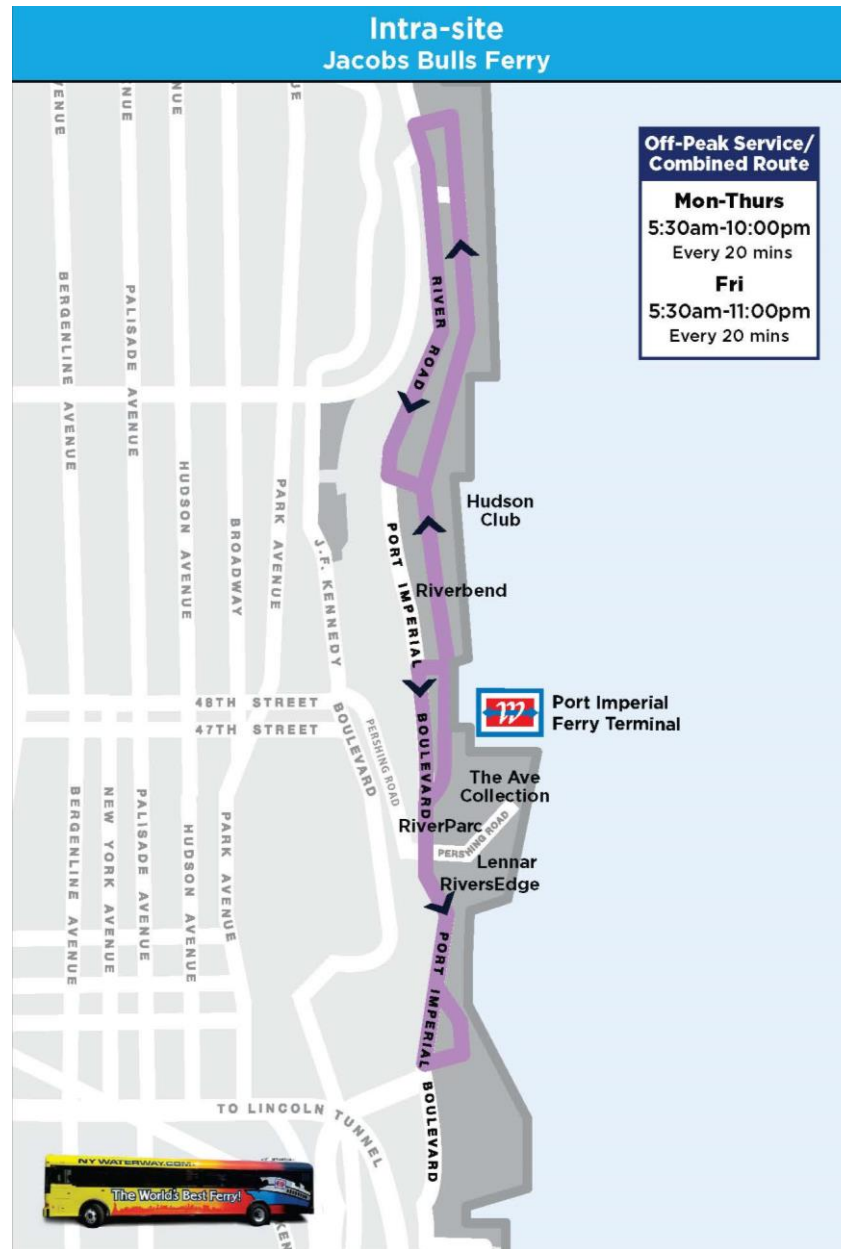 Intra-site
Jacobs Bulls Ferry
Off-Peak Service/
Combined Route
Mon-Thurs
5:30am-10:00pm
Every 20 mins
Fri
5:30am-11:00pm
Every 20 mins
BERGENLINE AVENUE
PALISADE AVENUE
HUDSON AVENUE
BROADWAY
PARK AVENUE
J.F. KENNEDY
BOULEVARD
RIVER ROAD
PORT IMPERIAL
BOULEVARD
Hudson
Club
Riverbend
48TH STREET
47TH STREET
PERSHING ROAD
Port Imperial
Ferry Terminal
The Ave
Collection
RiverParc
PERSHING ROAD
Lennar
RiversEdge
BERGENLINE AVENUE
NEW YORK AVENUE
PALISADE AVENUE
HUDSON AVENUE
PARK AVENUE
PORT IMPERIAL
BOULEVARD
TO LINCOLN TUNNEL
NYWATERWAY.COM
The World's Best Ferry!